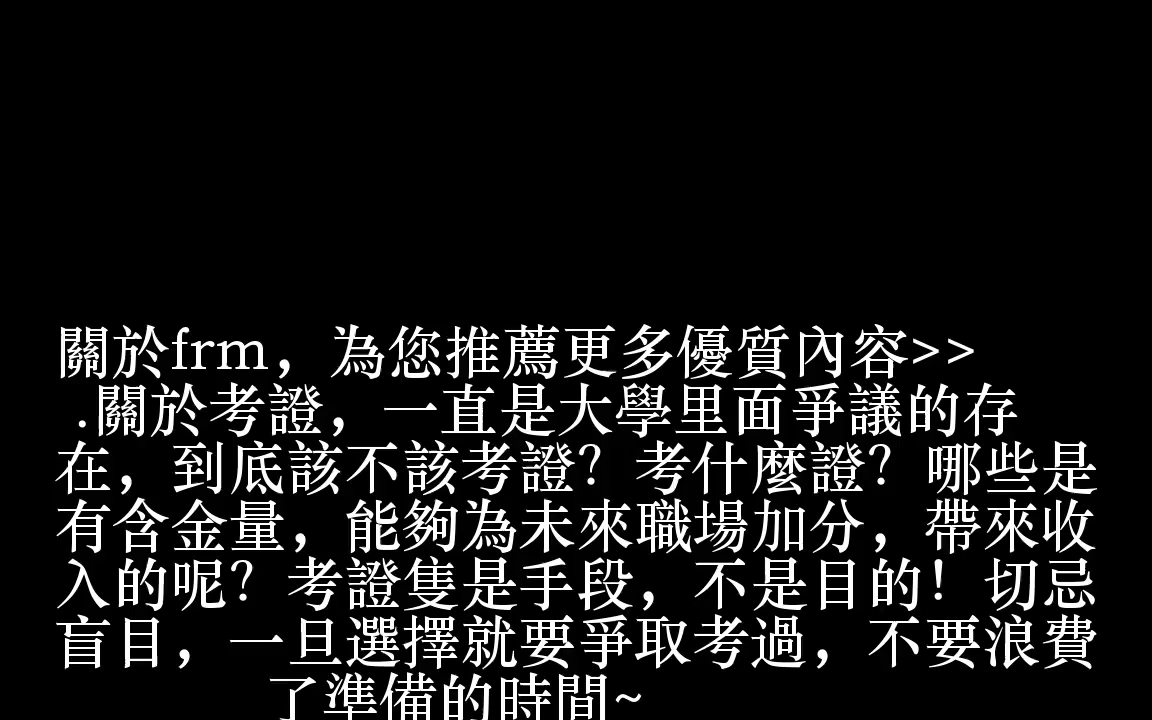 關於frm，為您推薦更多優質內容>>
.關於考證，一直是大學里面爭議的存
在，到底該不該考證？考什麼證？哪些是
有含金量，能夠為未來職場加分，帶來收
入的呢？考證隻是手段，不是目的！切忌
盲目，一旦選擇就要爭取考過，不要浪費
了準備的時間~